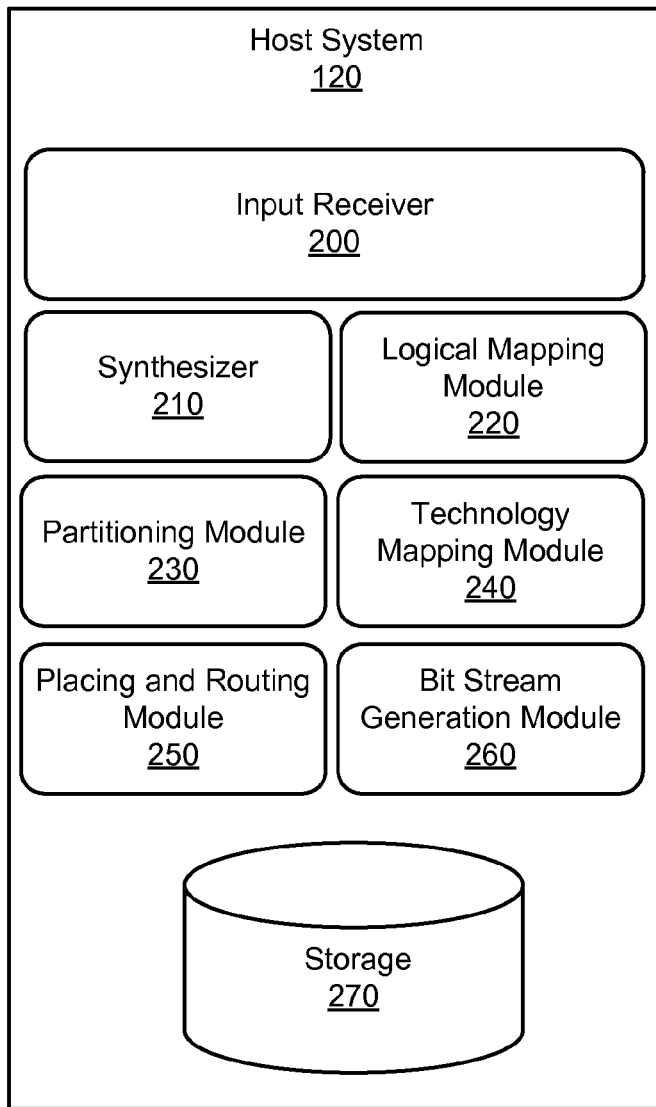 Host System
120
Input Receiver
200
Synthesizer
210
Logical Mapping
Module
220
Partitioning Module
230
Technology
Mapping Module
240
Placing and Routing
Module
250
Bit Stream
Generation Module
260
Storage
270